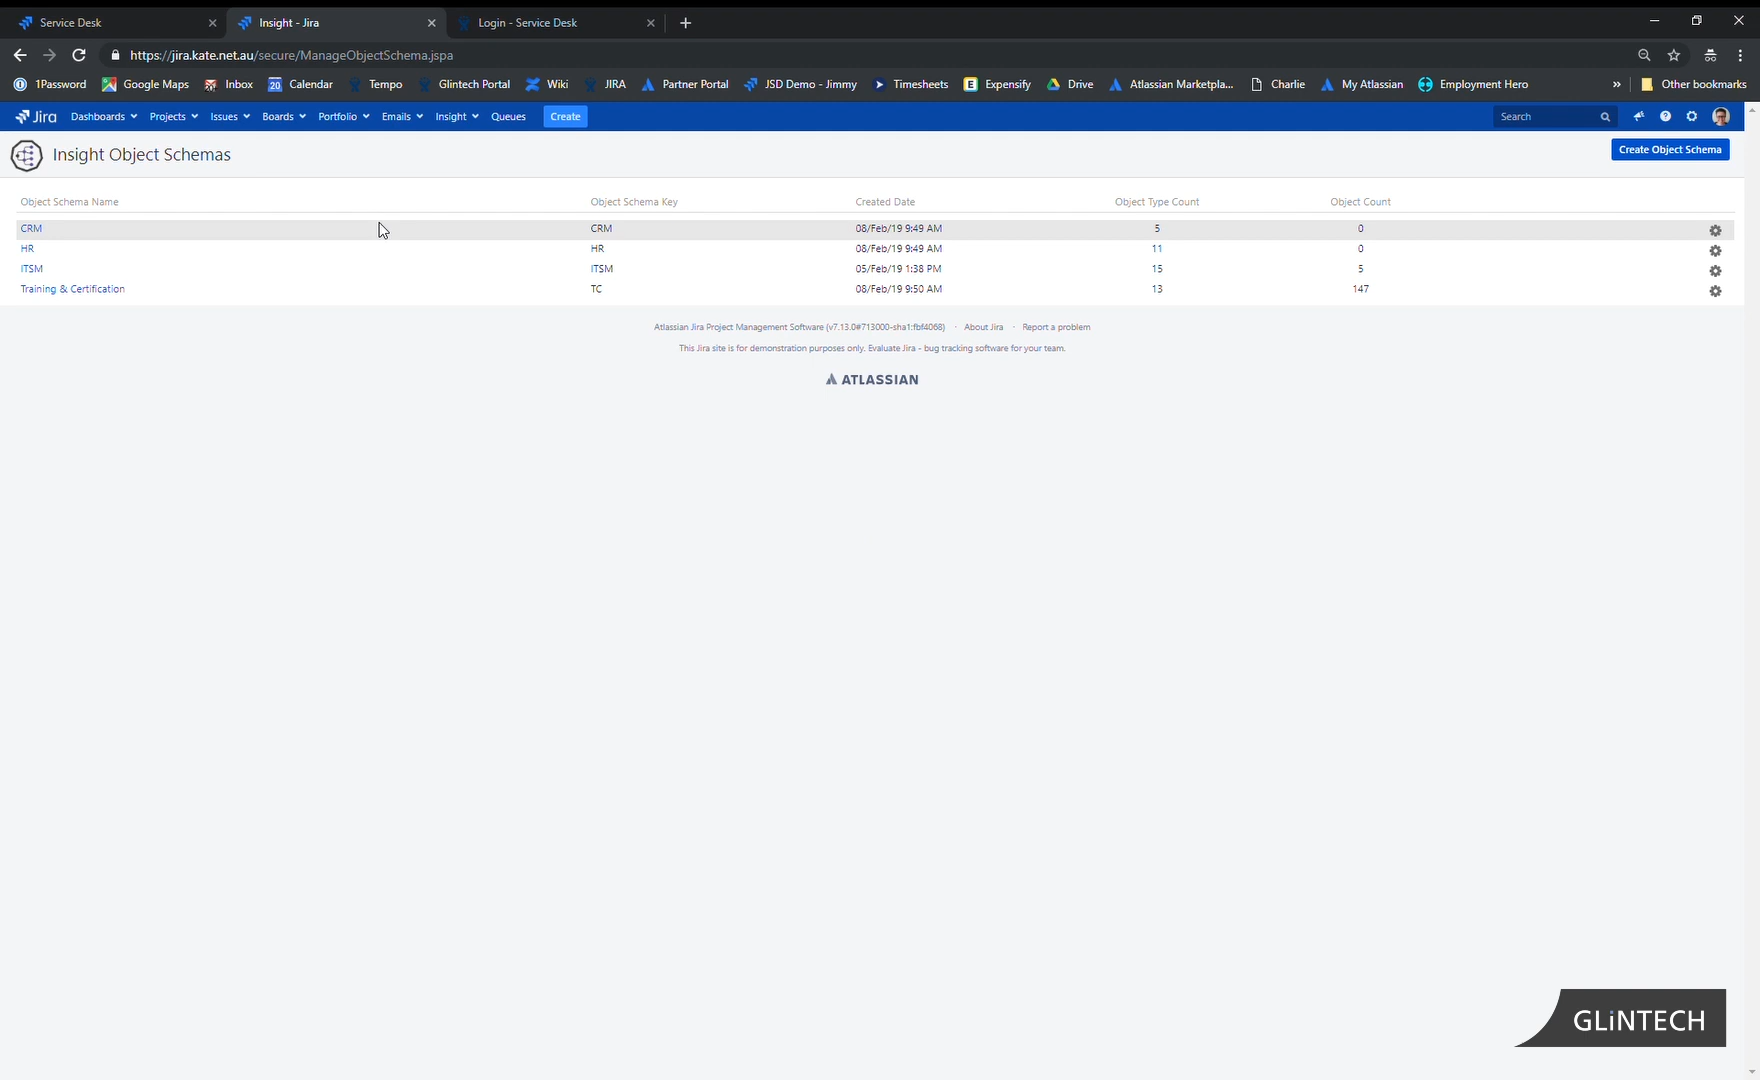 Service Desk
Insight - Jira
Login - Service Desk
https://jira.kate.net.au/secure/ManageObjectSchema.jspa
1Password Google Maps Inbox 20 Calendar Tempo Glintech Portal Wiki JIRA Partner Portal JSD Demo - Jimmy Timesheets E Expensify Drive Atlassian Marketpla... Charlie My Atlassian Employment Hero » Other bookmarks
Jira Dashboards Projects Issues Boards Portfolio Emails Insight Queues Create Search
Insight Object Schemas Create Object Schema
Object Schema Name Object Schema Key Created Date Object Type Count Object Count
CRM CRM 08/Feb/19 9:49 AM 5 0
HR HR 08/Feb/19 9:49 AM 11 0
ITSM ITSM 05/Feb/19 1:38 PM 15 5
Training & Certification TC 08/Feb/19 9:50 AM 13 147
Atlassian Jira Project Management Software (v7.13.0#713000-sha1:fbf4068) · About Jira · Report a problem
This Jira site is for demonstration purposes only. Evaluate Jira - bug tracking software for your team.
ATLASSIAN
GLiNTECH